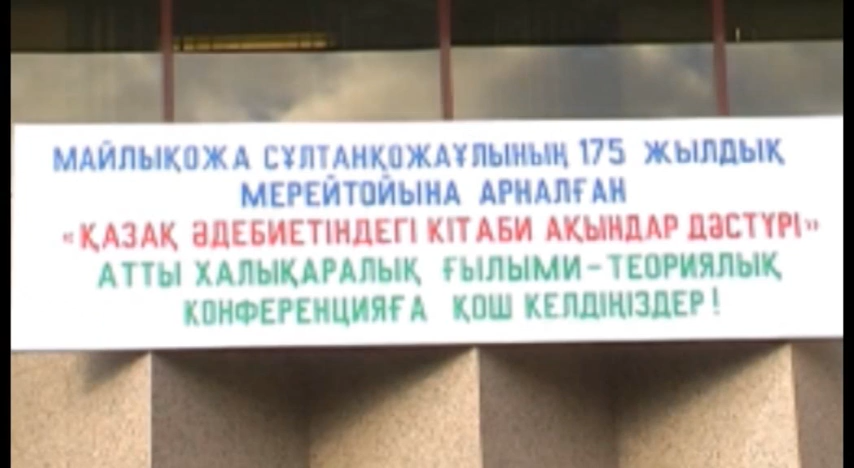 МАЙЛЫҚОЖА СҰЛТАНҚОЖАҰЛЫНЫҢ 175 ЖЫЛДЫҚ
МЕРЕЙТОЙЫНА АРНАЛҒАН
«ҚАЗАҚ ӘДЕБИЕТІНДЕГІ КІТАБИ АҚЫНДАР ДӘСТҮРІ»
АТТЫ ХАЛЫҚАРАЛЫҚ ҒЫЛЫМИ-ТЕОРИЯЛЫҚ
КОНФЕРЕНЦИЯҒА ҚОШ КЕЛДІҢІЗДЕР!